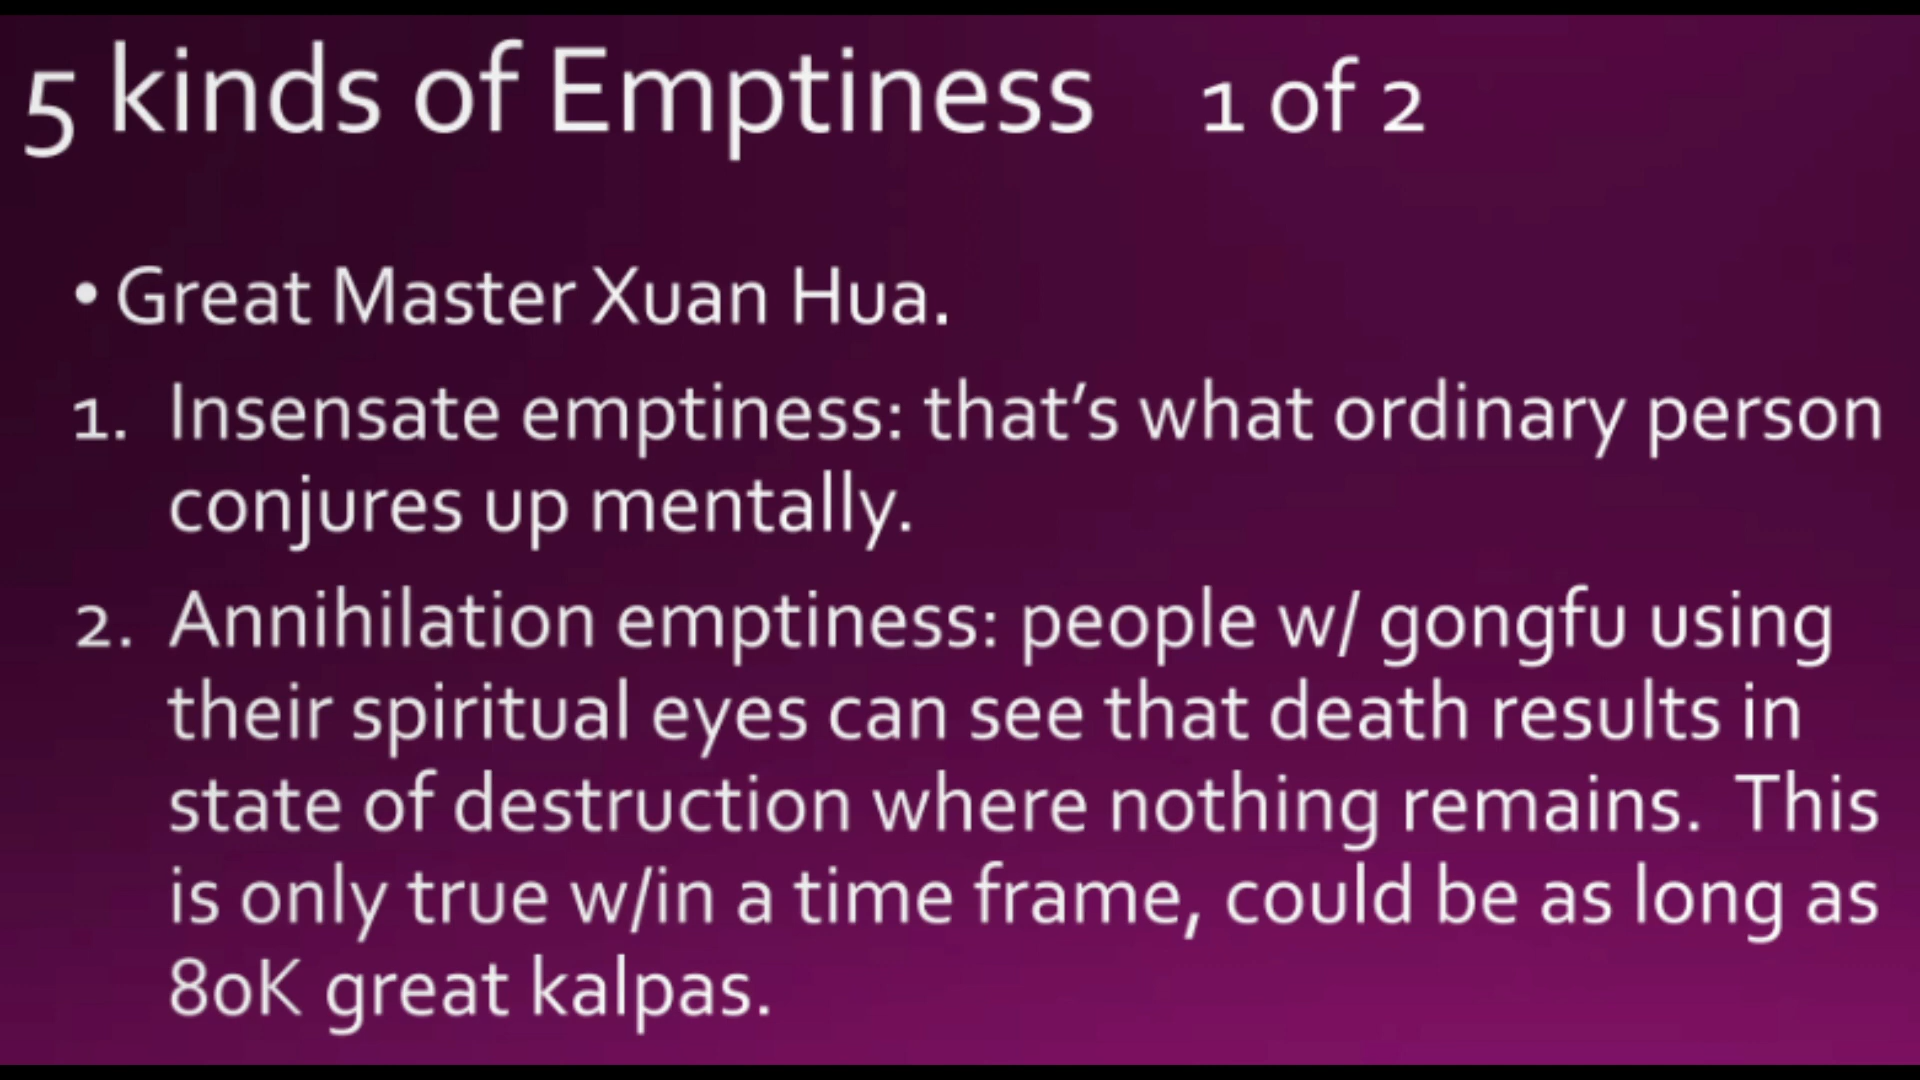 5 kinds of Emptiness 1 of 2
• Great Master Xuan Hua.
1. Insensate emptiness: that’s what ordinary person
conjures up mentally.
2. Annihilation emptiness: people w/ gongfu using
their spiritual eyes can see that death results in
state of destruction where nothing remains. This
is only true w/in a time frame, could be as long as
80K great kalpas.